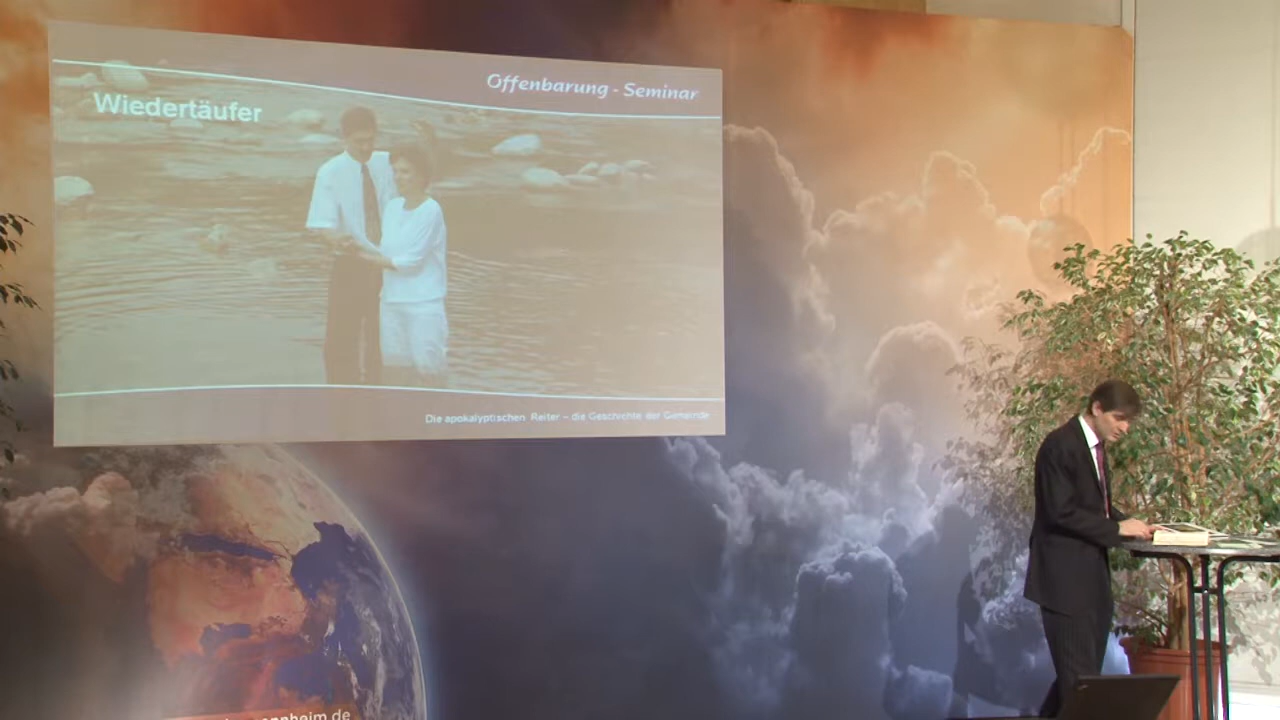 Offenbarung - Seminar
Wiedertäufer
Die apokalyptischen Reiter – die Geschichte der Gemeinde